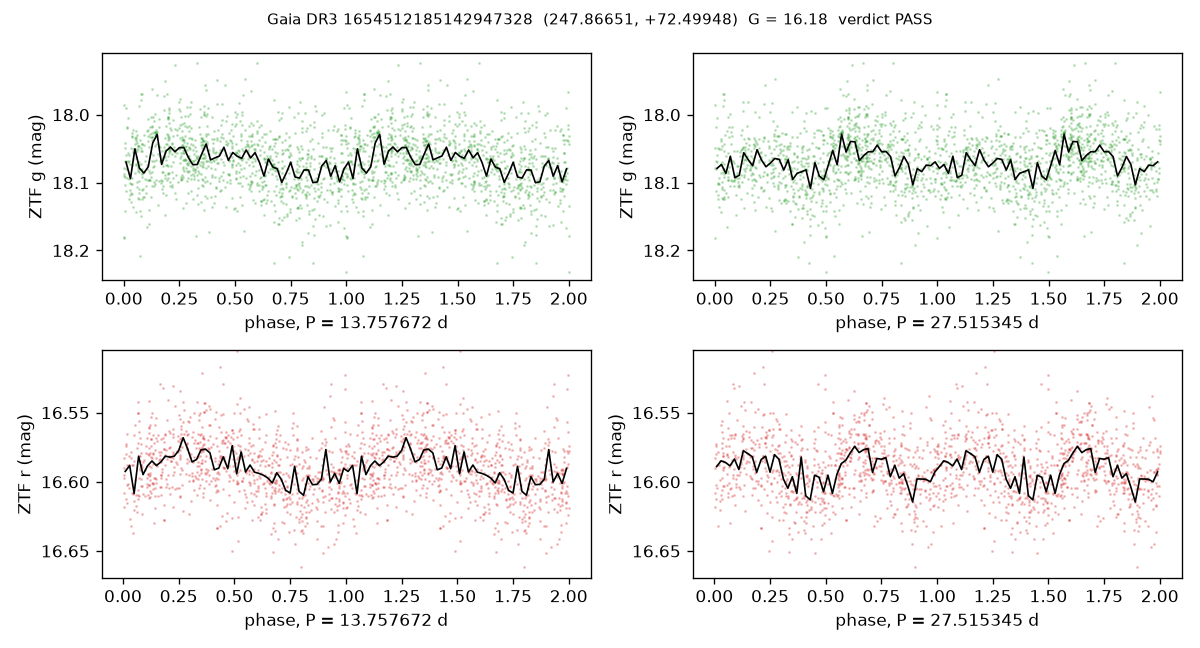 Gaia DR3 1654512185142947328 (247.86651, +72.49948) G = 16.18 verdict PASS
ZTF g (mag)
18.0
18.1
18.2
0.00 0.25 0.50 0.75 1.00 1.25 1.50 1.75 2.00
phase, P = 13.757672 d
ZTF g (mag)
18.0
18.1
18.2
0.00 0.25 0.50 0.75 1.00 1.25 1.50 1.75 2.00
phase, P = 27.515345 d
ZTF r (mag)
16.55
16.60
16.65
0.00 0.25 0.50 0.75 1.00 1.25 1.50 1.75 2.00
phase, P = 13.757672 d
ZTF r (mag)
16.55
16.60
16.65
0.00 0.25 0.50 0.75 1.00 1.25 1.50 1.75 2.00
phase, P = 27.515345 d